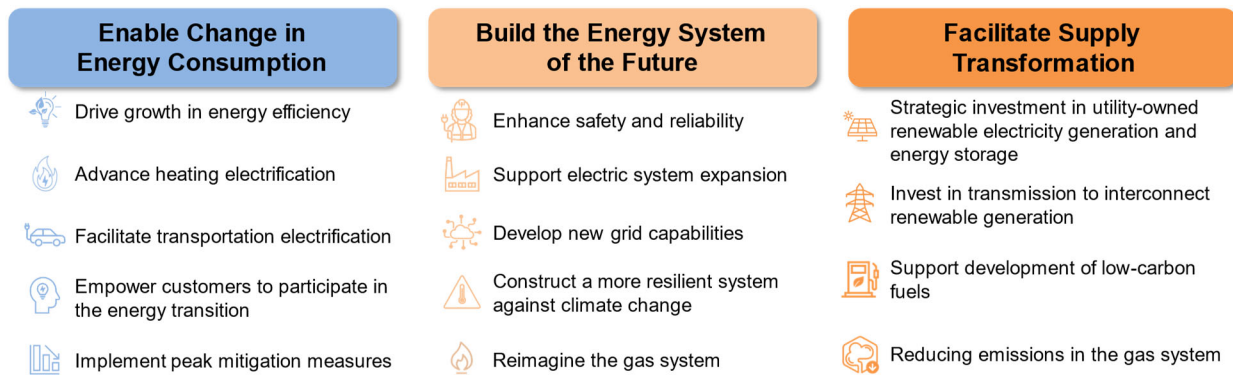 Enable Change in
Energy Consumption
Drive growth in energy efficiency
Advance heating electrification
Facilitate transportation electrification
Empower customers to participate in
the energy transition
Implement peak mitigation measures
Build the Energy System
of the Future
Enhance safety and reliability
Support electric system expansion
Develop new grid capabilities
Construct a more resilient system
against climate change
Reimagine the gas system
Facilitate Supply
Transformation
Strategic investment in utility-owned
renewable electricity generation and
energy storage
Invest in transmission to interconnect
renewable generation
Support development of low-carbon
fuels
Reducing emissions in the gas system